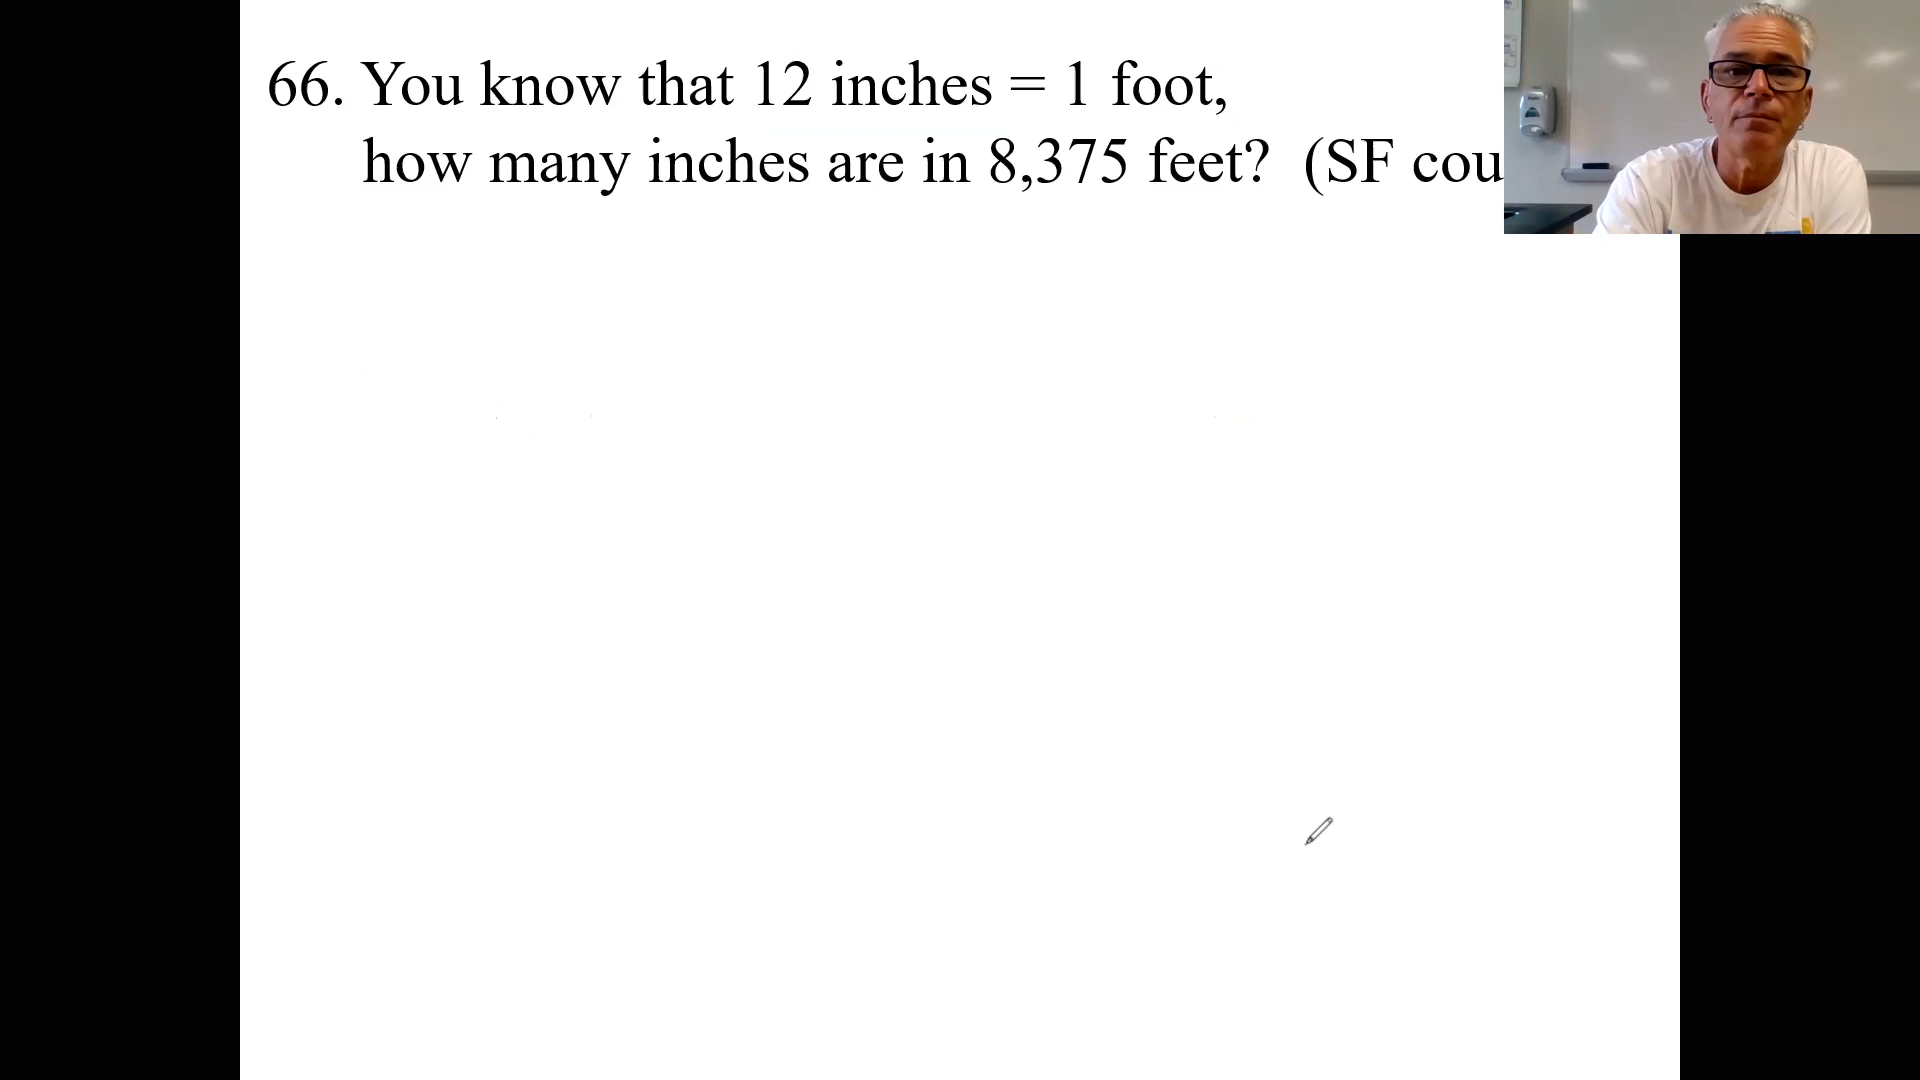 66. You know that 12 inches = 1 foot,
how many inches are in 8,375 feet? (SF cou